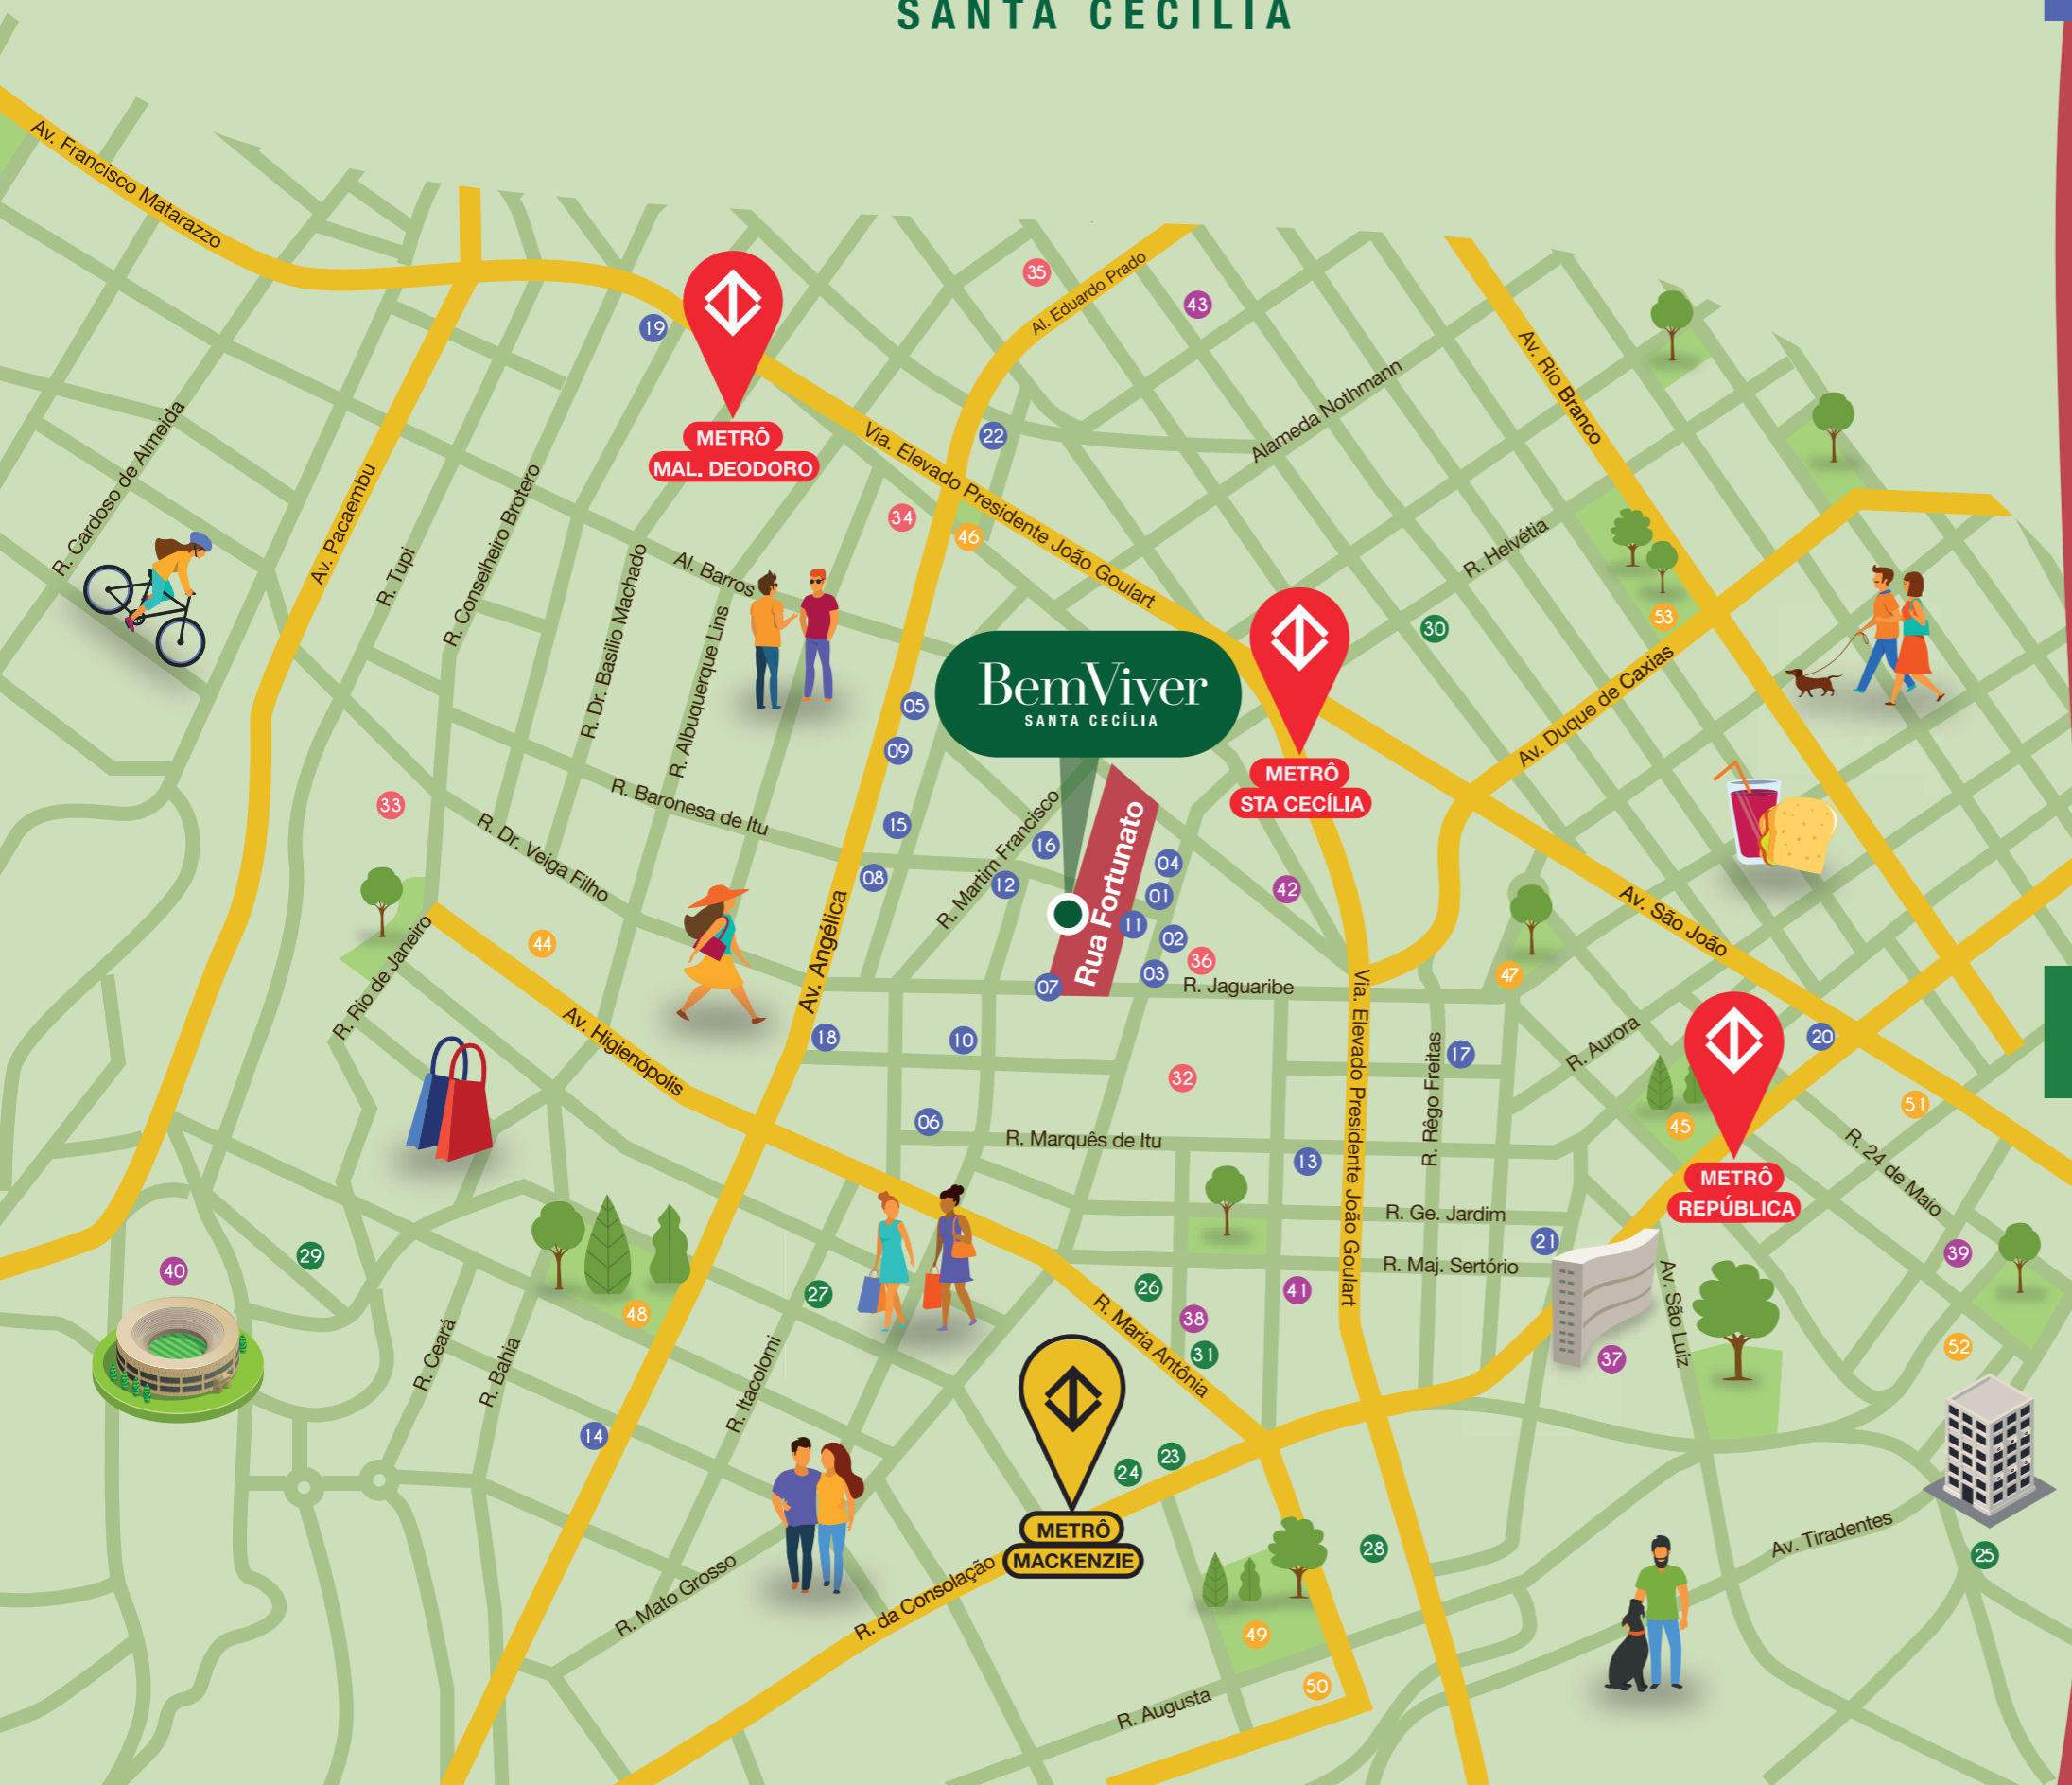 SANTA CECÍLIA
Av. Francisco Matarazzo
35
Al. Eduardo Prado
43
19
Av. Rio Branco
METRÔ
MAL. DEODORO
22
Alameda Nothmann
R. Cardoso de Almeida
Via. Elevado Presidente João Goulart
Av. Pacaembu
R. Conselheiro Brotero
34
46
R. Helvétia
R. Tupi
R. Dr. Basilio Machado
Al. Barros
R. Albuquerque Lins
30
53
BemViver
SANTA CECÍLIA
05
Av. Duque de Caxias
09
METRÔ
STA CECÍLIA
33
R. Baronesa de Itu
15
R. Martim Francisco
16
Rua Fortunato
04
R. Dr. Veiga Filho
08
12
01
42
11
02
Av. São João
44
Av. Angélica
36
03
47
07
R. Jaguaribe
R. Rio de Janeiro
Av. Higienópolis
18
10
17
R. Aurora
20
32
R. Rêgo Freitas
Via. Elevado Presidente João Goulart
51
45
06
R. Marquês de Itu
13
R. 24 de Maio
METRÔ
REPÚBLICA
R. Ge. Jardim
21
39
29
40
R. Maj. Sertório
27
26
41
48
38
R. Maria Antônia
31
Av. São Luiz
37
52
R. Ceará
R. Bahia
R. Itacolomi
14
23
24
METRÔ
MACKENZIE
28
Av. Tiradentes
25
R. Mato Grosso
R. da Consolação
49
50
R. Augusta